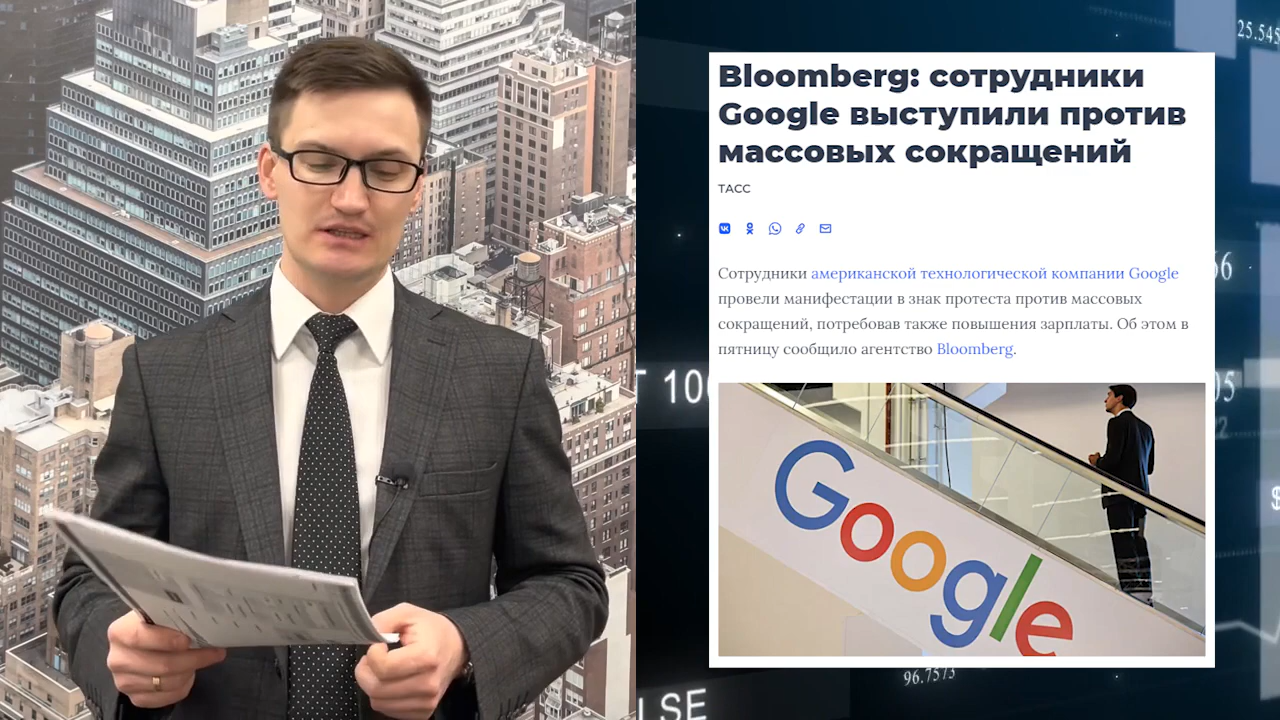 Bloomberg: сотрудники
Google выступили против
массовых сокращений
ТАСС
Сотрудники американской технологической компании Google
провели манифестации в знак протеста против массовых
сокращений, потребовав также повышения зарплаты. Об этом в
пятницу сообщило агентство Bloomberg.
Google
25.545
96.7573
LSE